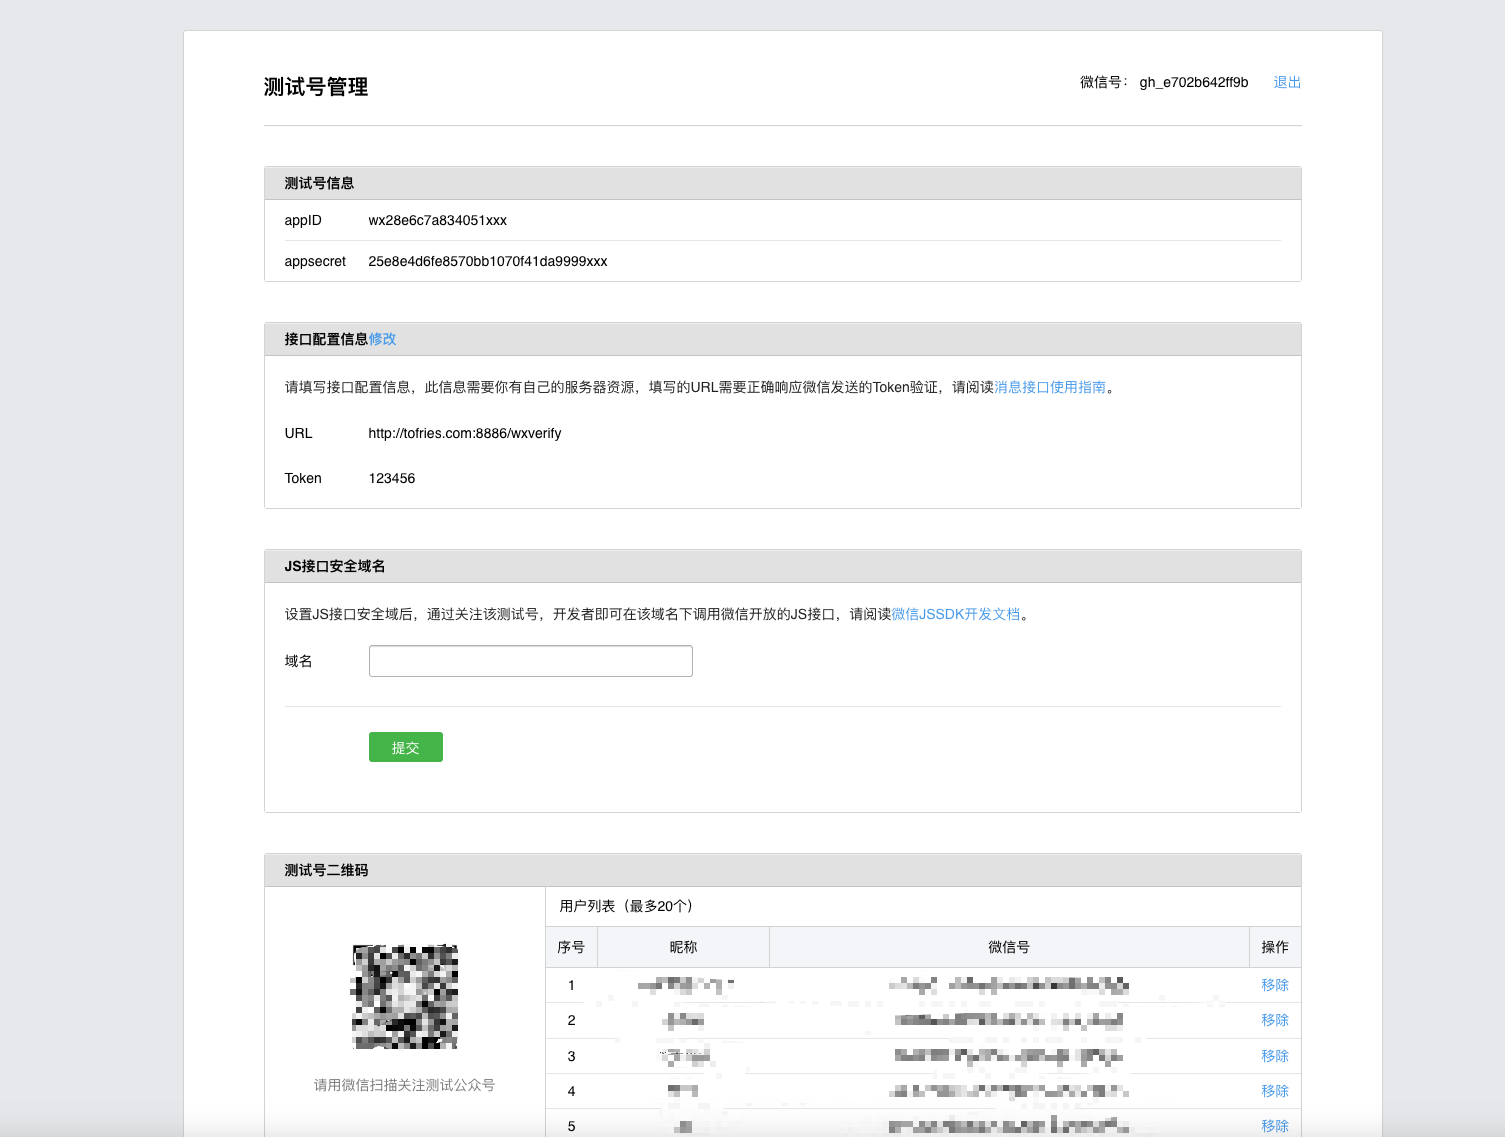 测试号管理
微信号： gh_e702b642ff9b 退出
测试号信息
appID wx28e6c7a834051xxx
appsecret 25e8e4d6fe8570bb1070f41da9999xxx
接口配置信息修改
请填写接口配置信息，此信息需要你有自己的服务器资源，填写的URL需要正确响应微信发送的Token验证，请阅读消息接口使用指南。
URL http://tofries.com:8886/wxverify
Token 123456
JS接口安全域名
设置JS接口安全域后，通过关注该测试号，开发者即可在该域名下调用微信开放的JS接口，请阅读微信JSSDK开发文档。
域名
提交
测试号二维码
请用微信扫描关注测试公众号
用户列表（最多20个）
序号 昵称 微信号 操作
1 移除
2 移除
3 移除
4 移除
5 移除